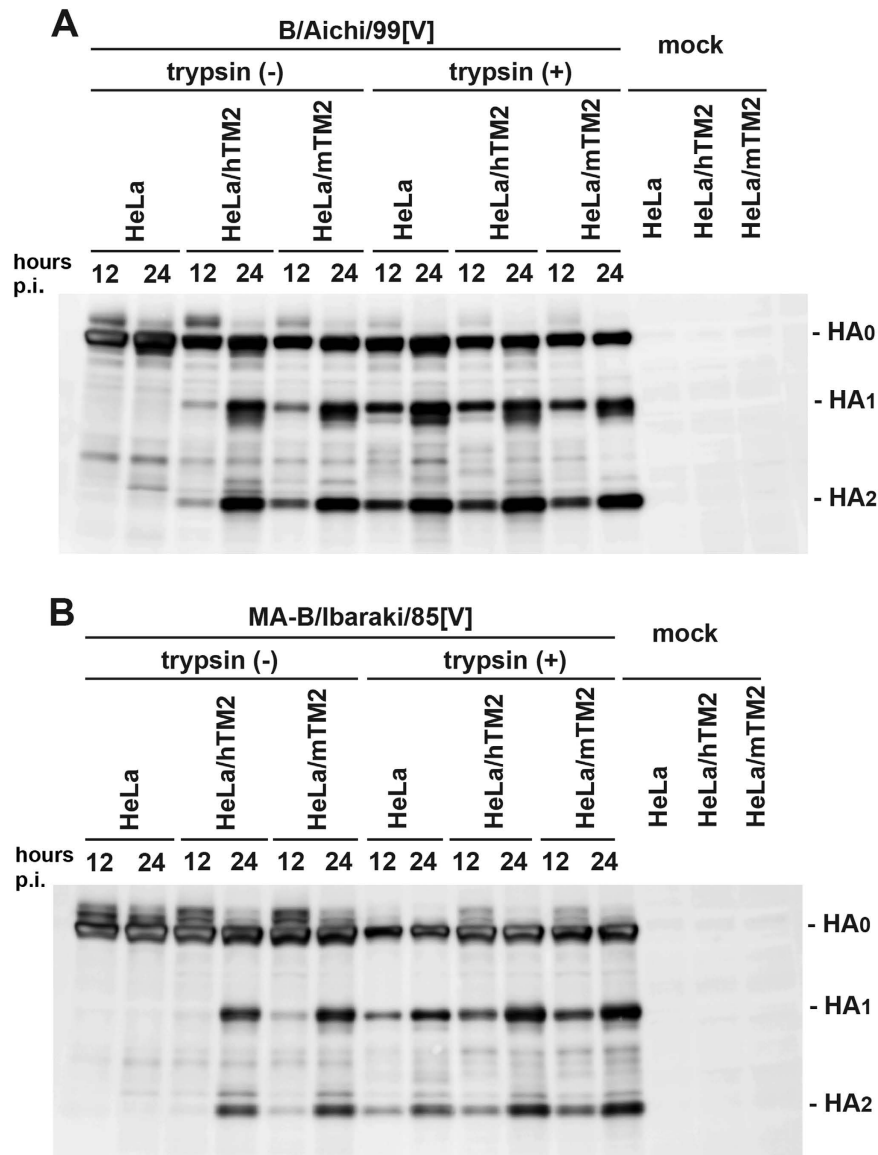 A
B/Aichi/99[V]
mock
trypsin (-) trypsin (+)
HeLa HeLa/hTM2 HeLa/mTM2 HeLa HeLa/hTM2 HeLa/mTM2 HeLa HeLa/hTM2 HeLa/mTM2
hours p.i.
12 24 12 24 12 24 12 24 12 24 12 24
- HA0
- HA1
- HA2
B
MA-B/Ibaraki/85[V]
mock
trypsin (-) trypsin (+)
HeLa HeLa/hTM2 HeLa/mTM2 HeLa HeLa/hTM2 HeLa/mTM2 HeLa HeLa/hTM2 HeLa/mTM2
hours p.i.
12 24 12 24 12 24 12 24 12 24 12 24
- HA0
- HA1
- HA2